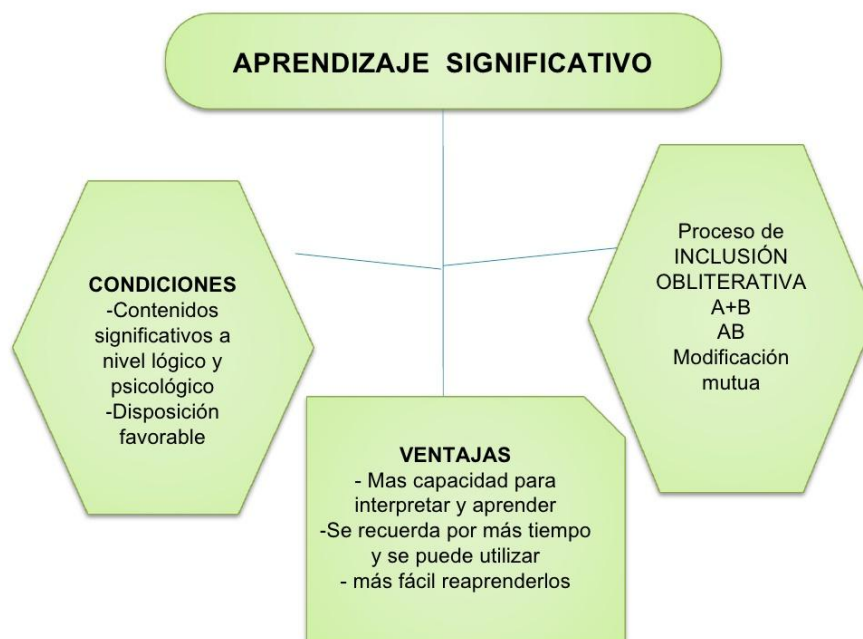 APRENDIZAJE SIGNIFICATIVO
CONDICIONES
-Contenidos
significativos a
nivel lógico y
psicológico
-Disposición
favorable
VENTAJAS
- Mas capacidad para
interpretar y aprender
-Se recuerda por más tiempo
y se puede utilizar
- más fácil reaprenderlos
Proceso de
INCLUSIÓN
OBLITERATIVA
A+B
AB
Modificación
mutua